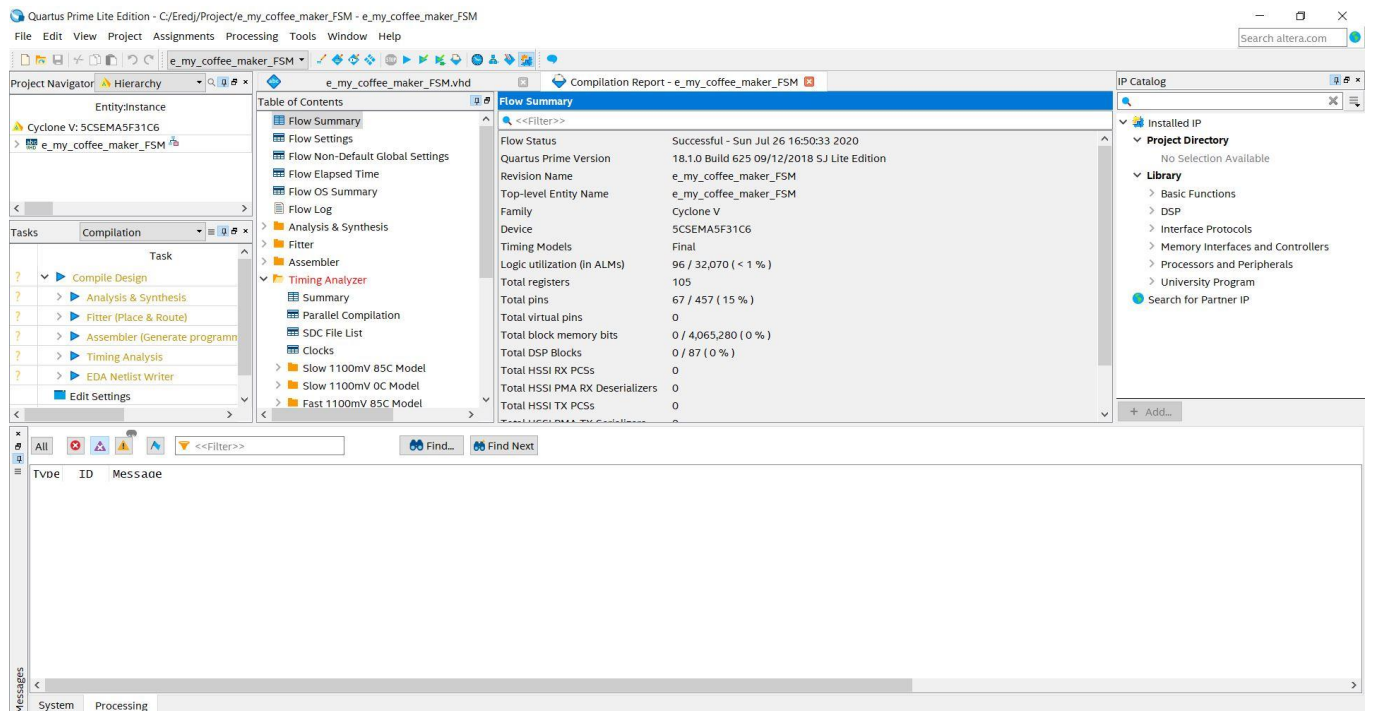 Quartus Prime Lite Edition - C:/Eredj/Project/e_my_coffee_maker_FSM - e_my_coffee_maker_FSM
File Edit View Project Assignments Processing Tools Window Help
Search altera.com
e_my_coffee_maker_FSM
Project Navigator Hierarchy
Entity:Instance
Cyclone V: 5CSEMA5F31C6
e_my_coffee_maker_FSM
Tasks Compilation
Task
? Compile Design
? Analysis & Synthesis
? Fitter (Place & Route)
? Assembler (Generate programn
? Timing Analysis
? EDA Netlist Writer
Edit Settings
e_my_coffee_maker_FSM.vhd
Compilation Report - e_my_coffee_maker_FSM
Table of Contents
Flow Summary
Flow Settings
Flow Non-Default Global Settings
Flow Elapsed Time
Flow OS Summary
Flow Log
Analysis & Synthesis
Fitter
Assembler
Timing Analyzer
Summary
Parallel Compilation
SDC File List
Clocks
Slow 1100mV 85C Model
Slow 1100mV 0C Model
Fast 1100mV 85C Model
Flow Summary
<<Filter>>
Flow Status Successful - Sun Jul 26 16:50:33 2020
Quartus Prime Version 18.1.0 Build 625 09/12/2018 SJ Lite Edition
Revision Name e_my_coffee_maker_FSM
Top-level Entity Name e_my_coffee_maker_FSM
Family Cyclone V
Device 5CSEMA5F31C6
Timing Models Final
Logic utilization (in ALMs) 96 / 32,070 ( < 1 % )
Total registers 105
Total pins 67 / 457 ( 15 % )
Total virtual pins 0
Total block memory bits 0 / 4,065,280 ( 0 % )
Total DSP Blocks 0 / 87 ( 0 % )
Total HSSI RX PCSs 0
Total HSSI PMA RX Deserializers 0
Total HSSI TX PCSs 0
Total HSSI PMA TX Serializers 0
IP Catalog
Installed IP
Project Directory
No Selection Available
Library
Basic Functions
DSP
Interface Protocols
Memory Interfaces and Controllers
Processors and Peripherals
University Program
Search for Partner IP
+ Add...
All <<Filter>> Find... Find Next
Type ID Message
Messages
System Processing